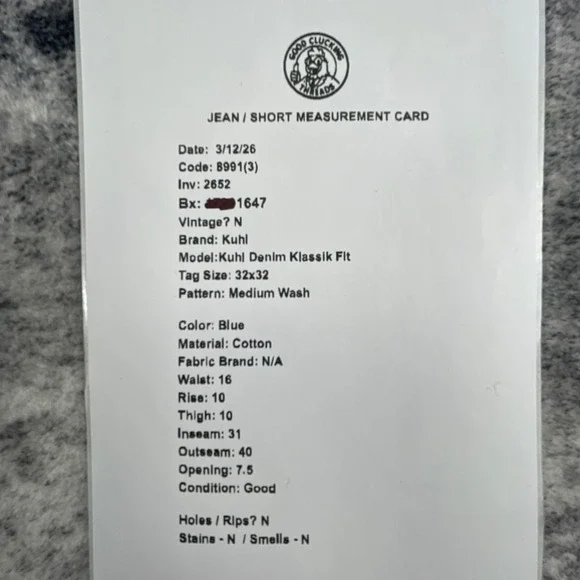 GOOD CLUCKING
THREADS
JEAN / SHORT MEASUREMENT CARD
Date: 3/12/26
Code: 8991(3)
Inv: 2652
Bx: 1647
Vintage? N
Brand: Kuhl
Model:Kuhl Denim Klassik Fit
Tag Size: 32x32
Pattern: Medium Wash
Color: Blue
Material: Cotton
Fabric Brand: N/A
Waist: 16
Rise: 10
Thigh: 10
Inseam: 31
Outseam: 40
Opening: 7.5
Condition: Good
Holes / Rips? N
Stains - N / Smells - N